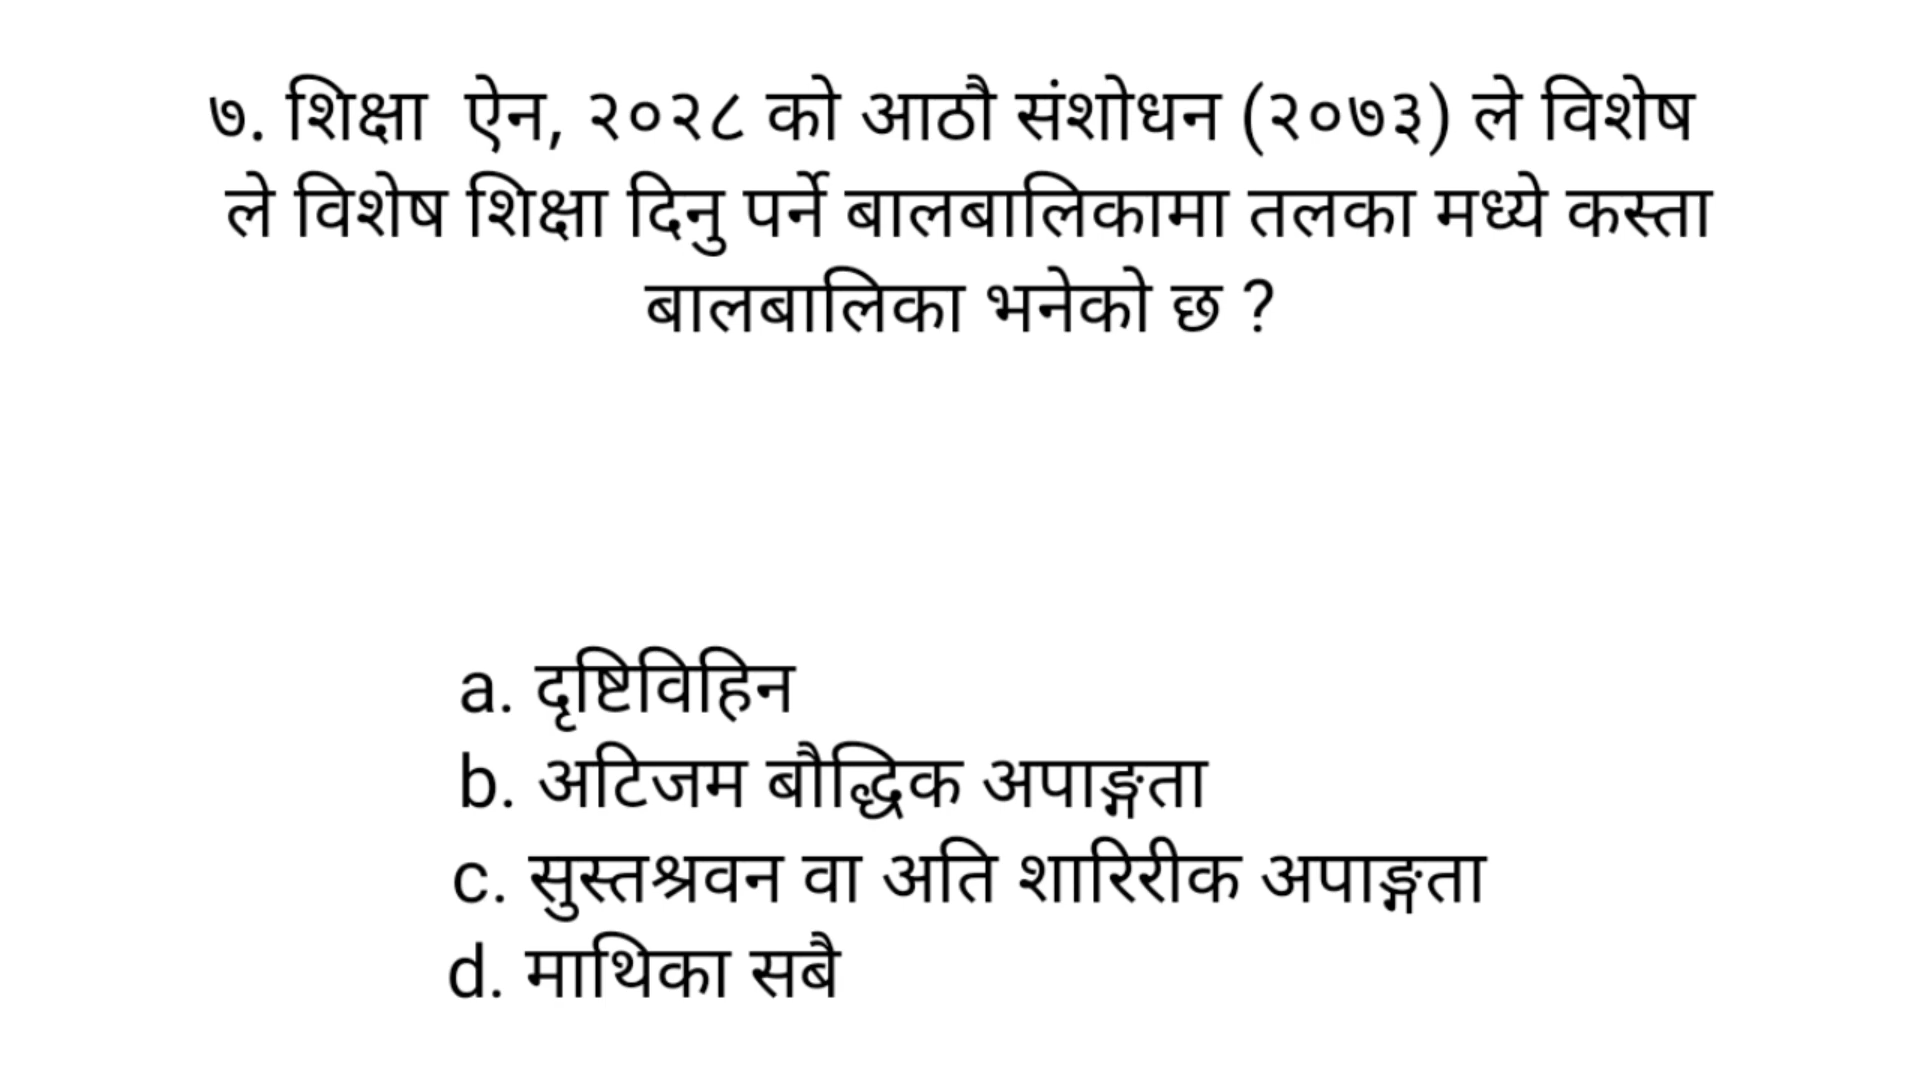 ७. शिक्षा  ऐन, २०२८ को आठौ संशोधन (२०७३) ले विशेष
ले विशेष शिक्षा दिनु पर्ने बालबालिकामा तलका मध्ये कस्ता
बालबालिका भनेको छ ?
a. दृष्टिविहिन
b. अटिजम बौद्धिक अपाङ्गता
c. सुस्तश्रवन वा अति शारिरीक अपाङ्गता
d. माथिका सबै